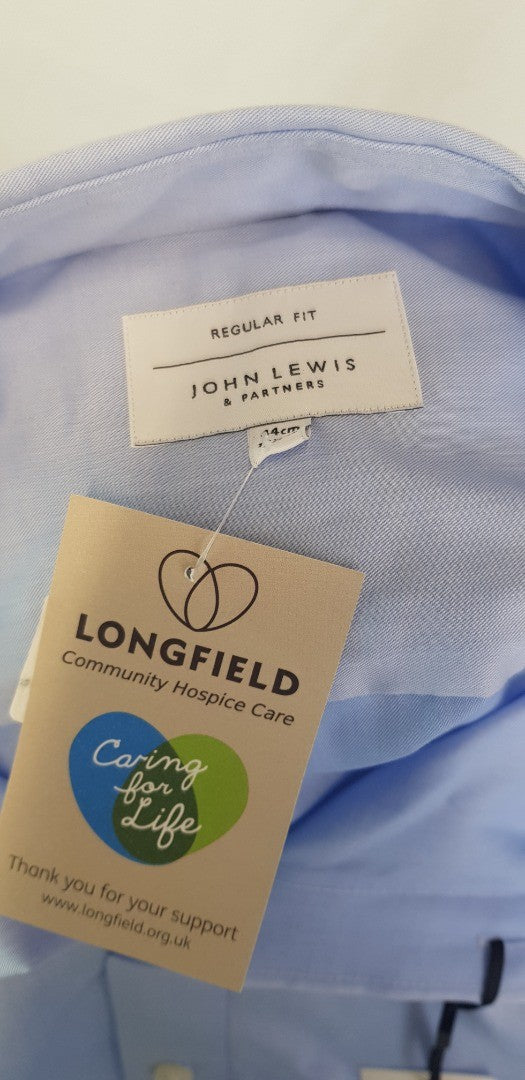 REGULAR FIT
JOHN LEWIS
& PARTNERS
LONGFIELD
Community Hospice Care
Caring
for
Life
Thank you for your support
www.longfield.org.uk